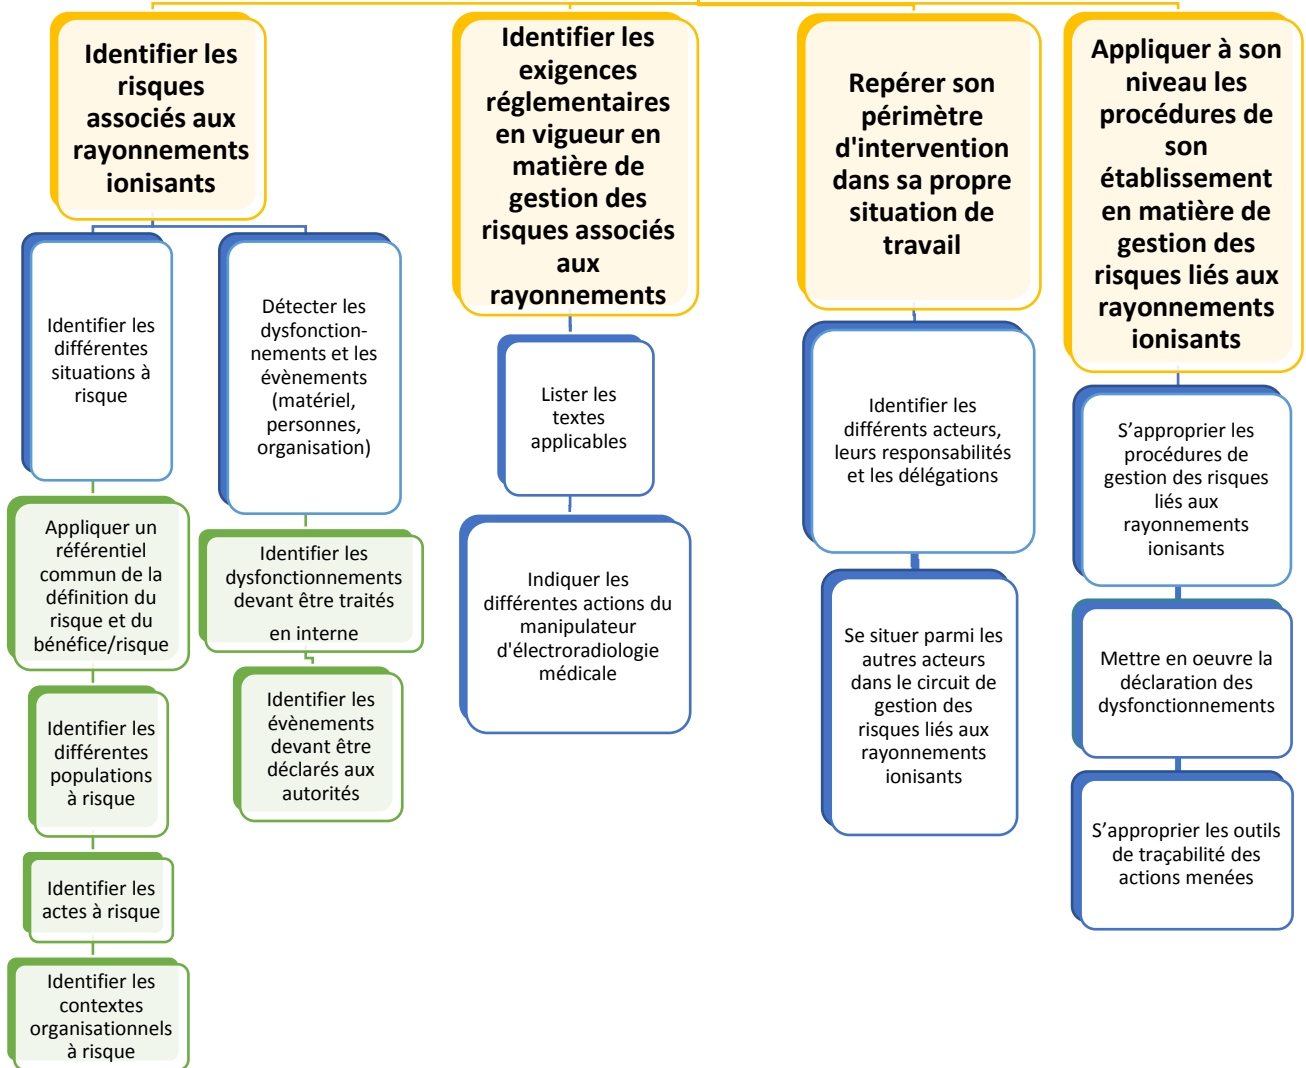 Identifier les
risques
associés aux
rayonnements
ionisants
Identifier les
différentes
situations à
risque
Appliquer un
référentiel
commun de la
définition du
risque et du
bénéfice/risque
Identifier les
différentes
populations
à risque
Identifier les
actes à risque
Identifier les
contextes
organisationnels
à risque
Détecter les
dysfonction-
nements et les
évènements
(matériel,
personnes,
organisation)
Identifier les
dysfonctionnements
devant être traités
en interne
Identifier les
évènements
devant être
déclarés aux
autorités
Identifier les
exigences
réglementaires
en vigueur en
matière de
gestion des
risques associés
aux
rayonnements
Lister les
textes
applicables
Indiquer les
différentes actions du
manipulateur
d'électroradiologie
médicale
Repérer son
périmètre
d'intervention
dans sa propre
situation de
travail
Identifier les
différents acteurs,
leurs responsabilités
et les délégations
Se situer parmi les
autres acteurs
dans le circuit de
gestion des
risques liés aux
rayonnements
ionisants
Appliquer à son
niveau les
procédures de
son
établissement
en matière de
gestion des
risques liés aux
rayonnements
ionisants
S’approprier les
procédures de
gestion des risques
liés aux
rayonnements
ionisants
Mettre en oeuvre la
déclaration des
dysfonctionnements
S’approprier les outils
de traçabilité des
actions menées